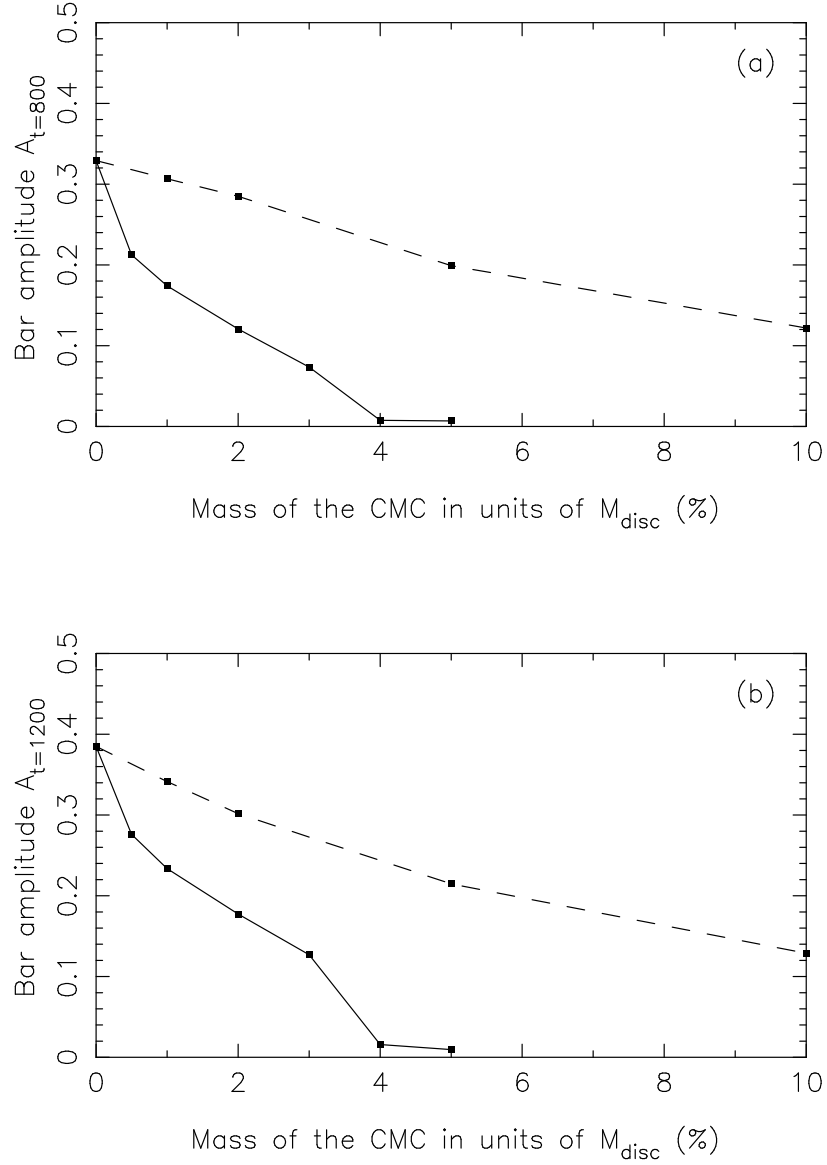 (a)
0.5
0.4
0.3
0.2
0.1
0
Bar amplitude A_{t=800}
0 2 4 6 8 10
Mass of the CMC in units of M_{disc} (%)
(b)
0.5
0.4
0.3
0.2
0.1
0
Bar amplitude A_{t=1200}
0 2 4 6 8 10
Mass of the CMC in units of M_{disc} (%)